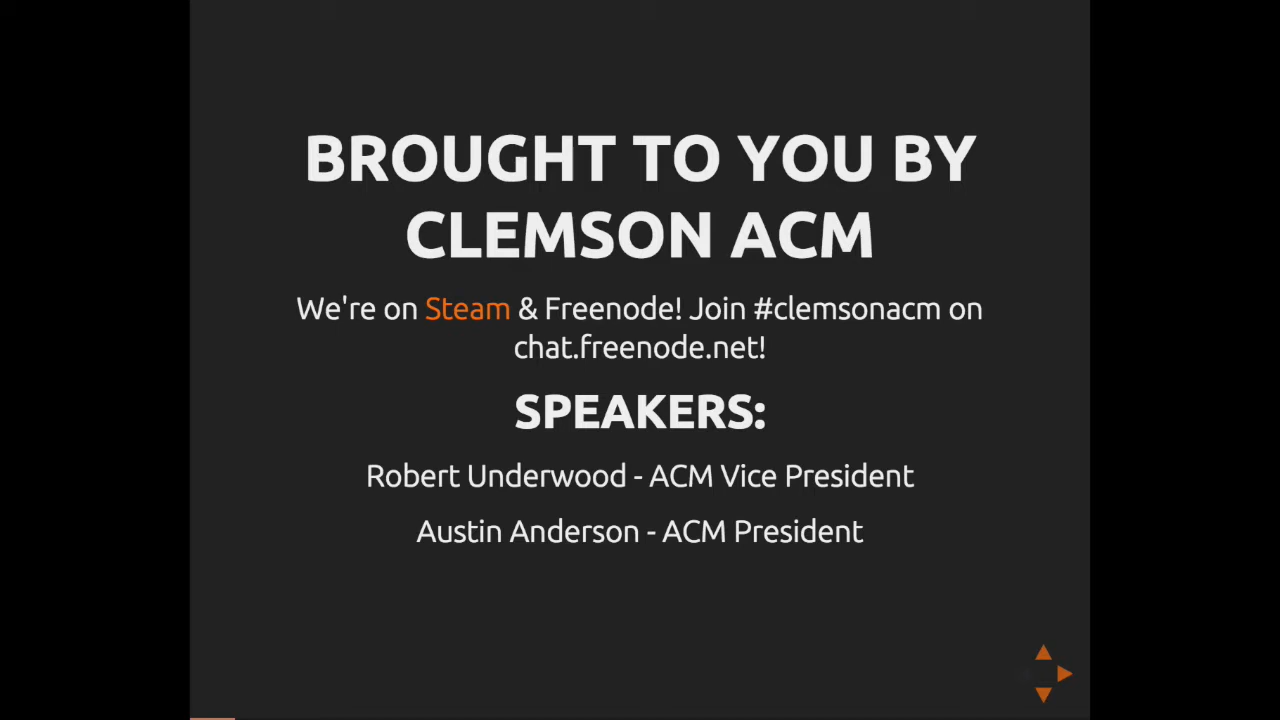 BROUGHT TO YOU BY
CLEMSON ACM
We're on Steam & Freenode! Join #clemsonacm on
chat.freenode.net!
SPEAKERS:
Robert Underwood - ACM Vice President
Austin Anderson - ACM President